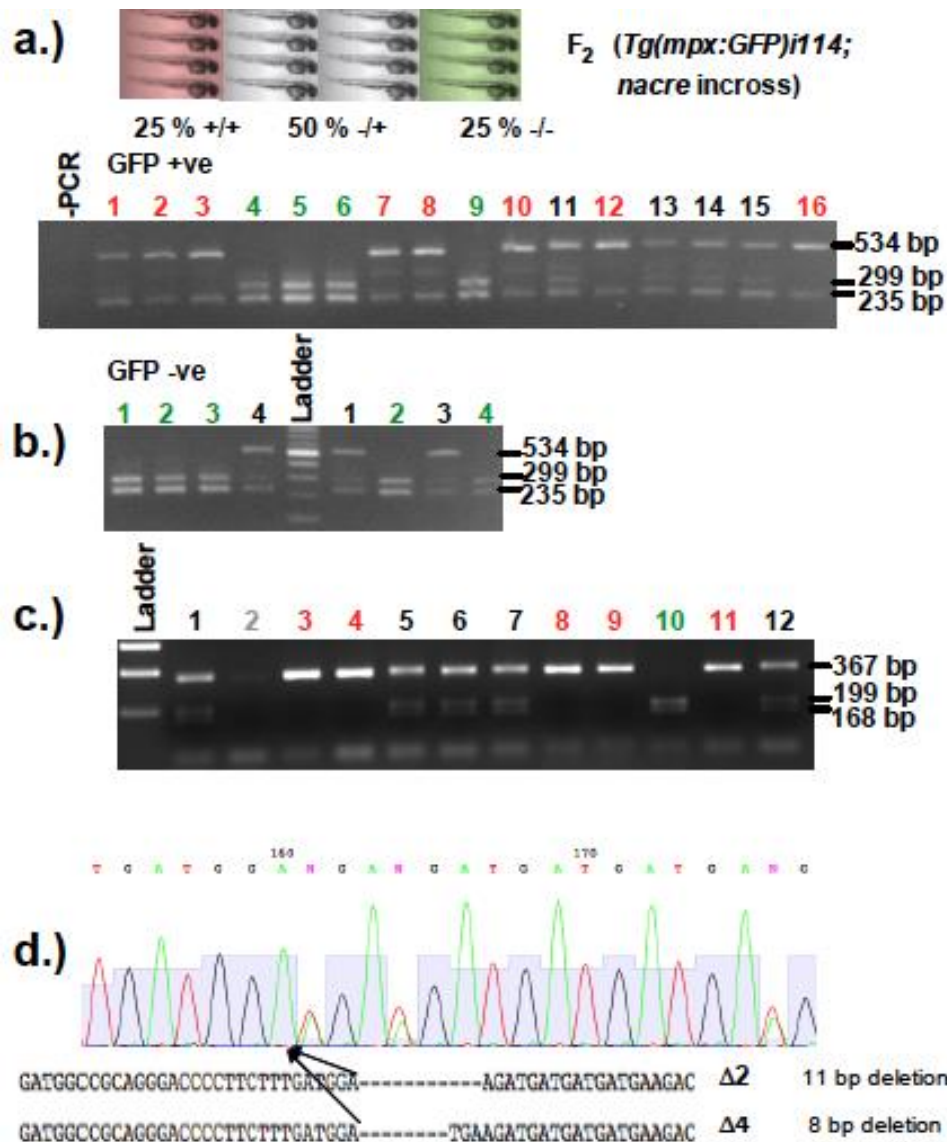 a.)
F2 (Tg(mpx:GFP)i114;
nacre incross)
25 % +/+ 50 % -/+ 25 % -/-
-PCR
GFP +ve
1 2 3 4 5 6 7 8 9 10 11 12 13 14 15 16
534 bp
299 bp
235 bp
GFP -ve
Ladder
b.)
1 2 3 4 1 2 3 4
534 bp
299 bp
235 bp
Ladder
c.)
1 2 3 4 5 6 7 8 9 10 11 12
367 bp
199 bp
168 bp
160 170
T G A T G G A N G A N G A T G A T G A T G A N G
d.)
GATGGCCGCAGGGACCCCTTCTTTGATGGA-----------AGATGATGATGATGAAGAC Δ2 11 bp deletion
GATGGCCGCAGGGACCCCTTCTTTGATGGA--------TGAAGATGATGATGATGAAGAC Δ4 8 bp deletion